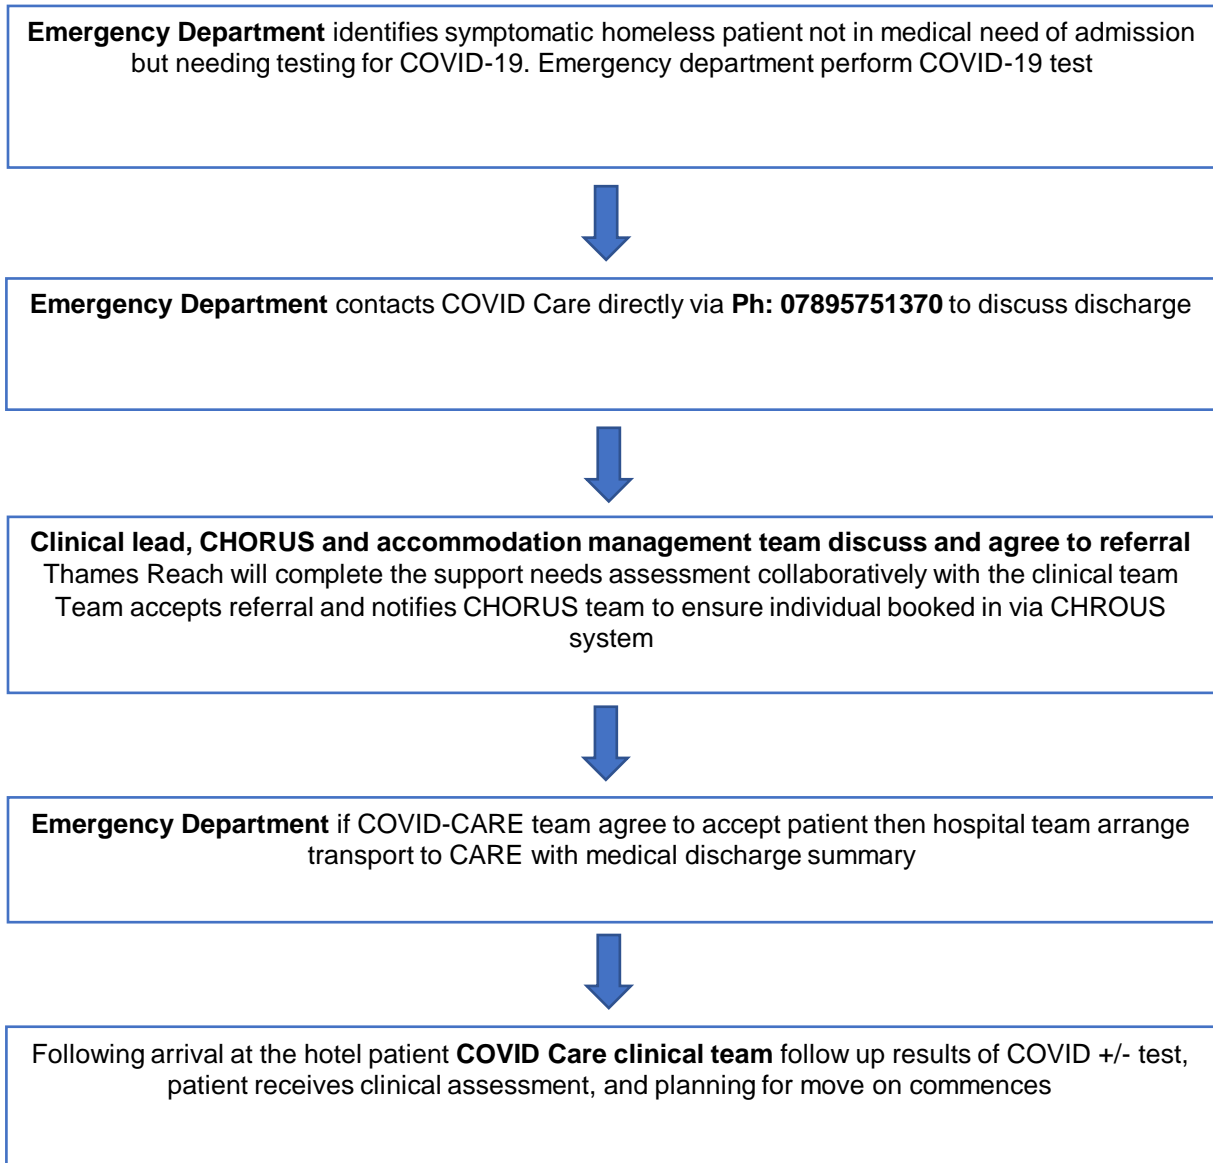 Emergency Department identifies symptomatic homeless patient not in medical need of admission
but needing testing for COVID-19. Emergency department perform COVID-19 test
Emergency Department contacts COVID Care directly via Ph: 07895751370 to discuss discharge
Clinical lead, CHORUS and accommodation management team discuss and agree to referral
Thames Reach will complete the support needs assessment collaboratively with the clinical team
Team accepts referral and notifies CHORUS team to ensure individual booked in via CHROUS
system
Emergency Department if COVID-CARE team agree to accept patient then hospital team arrange
transport to CARE with medical discharge summary
Following arrival at the hotel patient COVID Care clinical team follow up results of COVID +/- test,
patient receives clinical assessment, and planning for move on commences